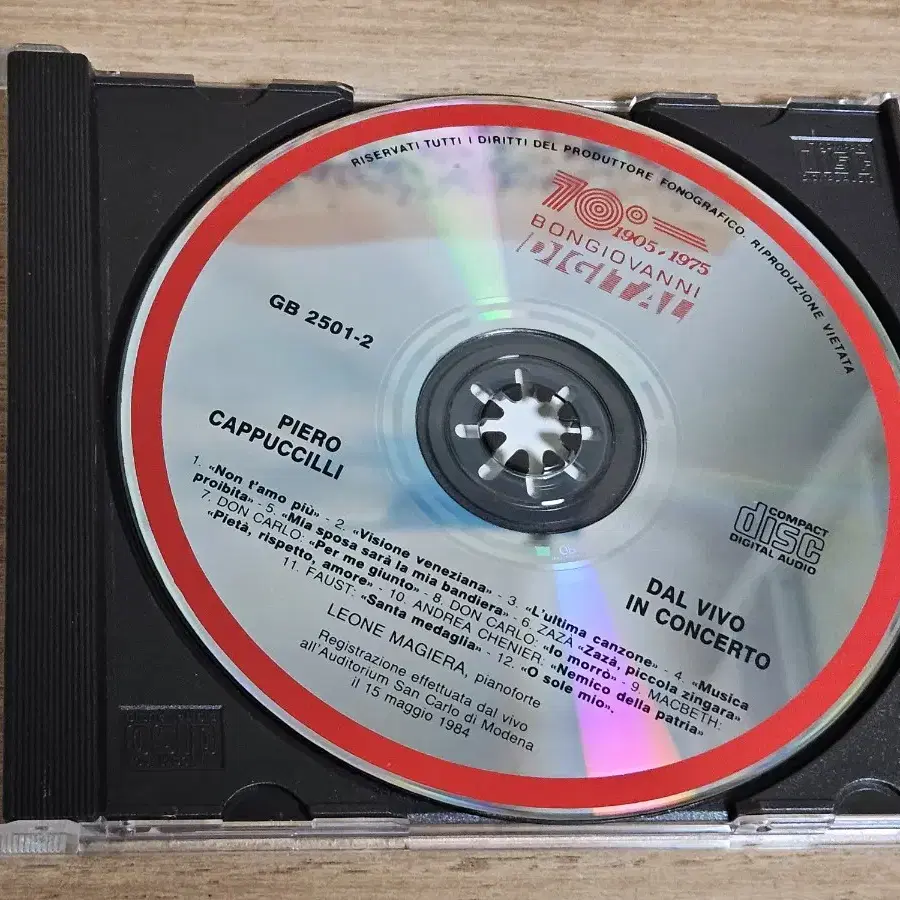 RISERVATI TUTTI I DIRITTI DEL PRODUTTORE FONOGRAFICO. RIPRODUZIONE VIETATA
70°
1905 • 1975
BONGIOVANNI
DIGITAL
GB 2501-2
PIERO
CAPPUCCILLI
COMPACT
disc
DIGITAL AUDIO
DAL VIVO
IN CONCERTO
1. «Non t'amo più» - 2. «Visione veneziana» - 3. «L'ultima canzone» - 4. «Musica
proibita» - 5. «Mia sposa sarà la mia bandiera» - 6. ZAZÀ «Zazà, piccola zingara»
7. DON CARLO: «Per me giunto» - 8. DON CARLO: «Io morrò» - 9. MACBETH:
«Pietà, rispetto, amore» - 10. ANDREA CHENIER: «Nemico della patria»
11. FAUST: «Santa medaglia» - 12. «O sole mio».
LEONE MAGIERA, pianoforte
Registrazione effettuata dal vivo
all'Auditorium San Carlo di Modena
il 15 maggio 1984
COMPACT
disc